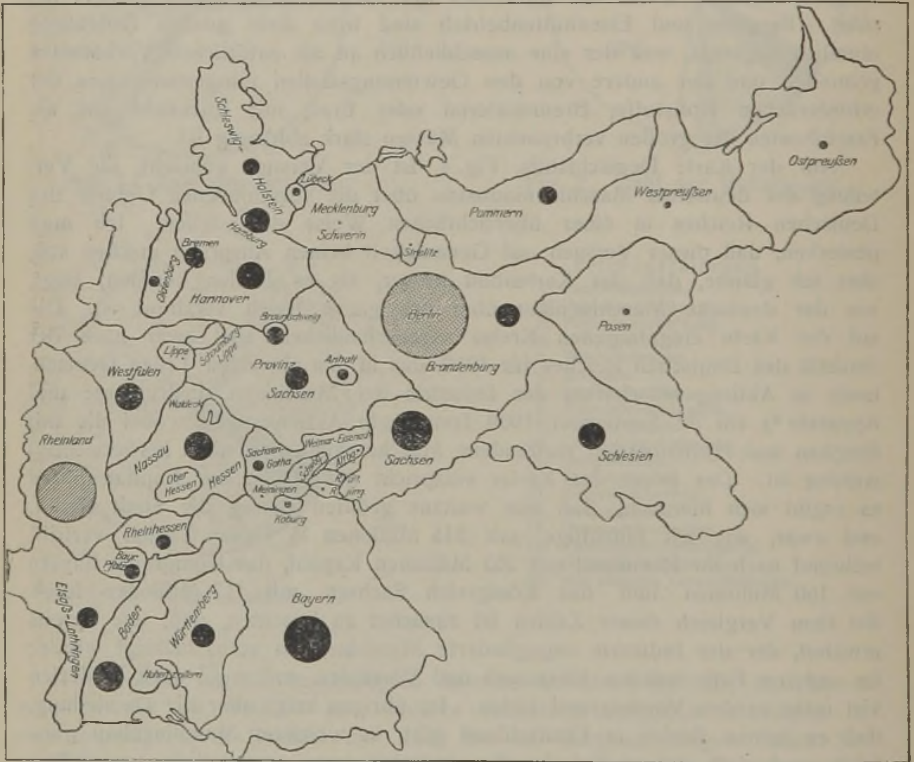 Schleswig
Holstein
Lübeck
Hamburg
Mecklenburg
Schwerin
Strelitz
Pommern
Westpreußen
Ostpreußen
Bremen
Oldenburg
Hannover
Berlin
Brandenburg
Posen
Braunschweig
Lippe
Schaumburg
Lippe
Provinz
Sachsen
Anhalt
Westfalen
Waldeck
Rheinland
Nassau
Ober
Hessen
Hessen
Sachsen
Gotha
Weimar-Eisenach
Altbg.
Meiningen
Koburg
Sachsen
Schlesien
Rheinhessen
Bayr.
Pfalz
Elsaß-Lothringen
Baden
Württemberg
Hohenzollern
Bayern